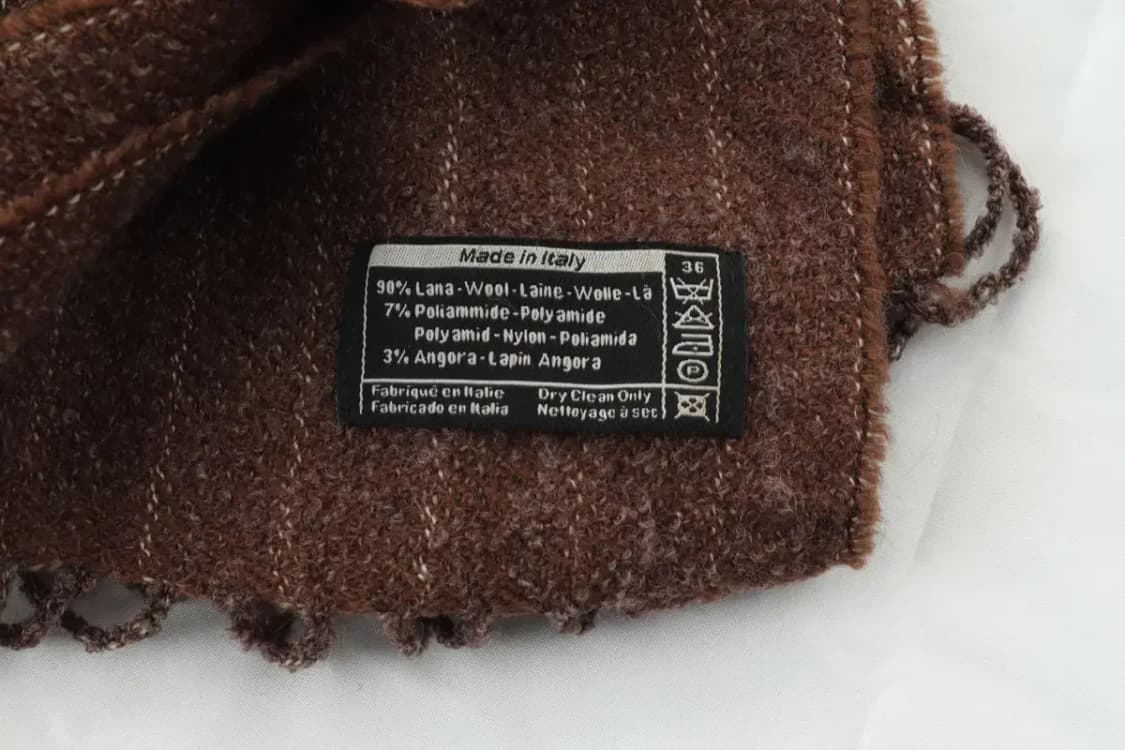 Made in Italy
36
90% Lana-Wool-Laine-Wolle-Lã
7% Poliammide-Polyamide
Polyamid-Nylon-Poliamida
3% Angora-Lapin Angora
P
Fabriqué en Italie Dry Clean Only
Fabricado en Italia Nettoyage à sec